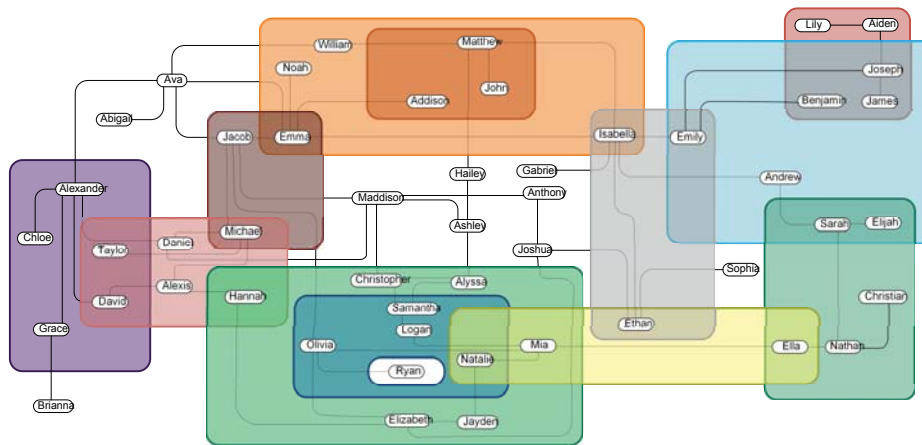 Lily Aiden
William Matthew
Noah
Joseph
Ava
John
Addison
Benjamin James
Abigail
Jacob Emma Isabella Emily
Hailey
Gabriel
Andrew
Alexander
Maddison Anthony
Sarah Elijah
Ashley
Michael
Chloe Daniel
Taylor
Joshua
Sophia
Christopher Alyssa
Alexis
Hannah
Christian
David
Samantha
Ethan
Grace Logan
Olivia Mia Ella Nathan
Natalie
Ryan
Brianna
Elizabeth Jayden